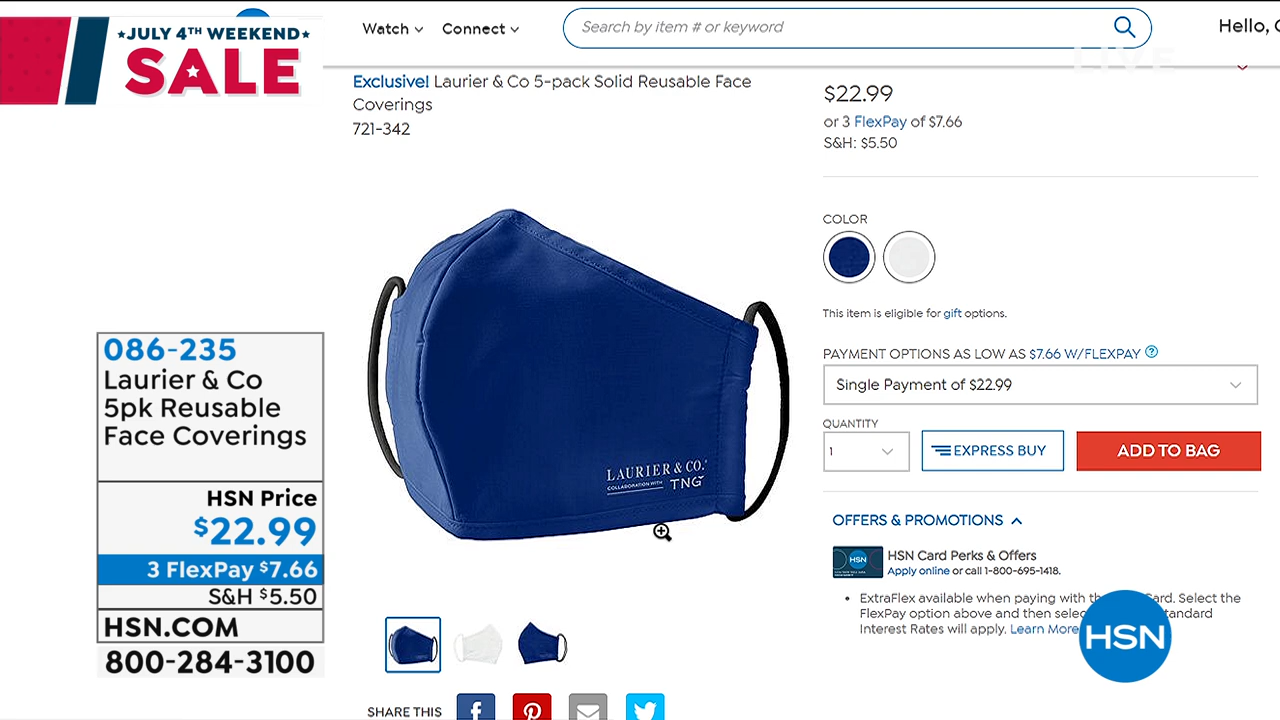 JULY 4TH WEEKEND
SALE
Watch
Connect
Search by item # or keyword
Hello,
LIVE
Exclusive! Laurier & Co 5-pack Solid Reusable Face
Coverings
721-342
$22.99
or 3 FlexPay of $7.66
S&H: $5.50
COLOR
This item is eligible for gift options.
PAYMENT OPTIONS AS LOW AS $7.66 W/FLEXPAY ?
Single Payment of $22.99
QUANTITY
1
EXPRESS BUY
ADD TO BAG
OFFERS & PROMOTIONS
HSN
HSN Card Perks & Offers
Apply online or call 1-800-695-1418.
• ExtraFlex available when paying with ard. Select the
FlexPay option above and then tandard
Interest Rates will apply. Learn More
HSN
LAURIER & CO.
COLLABORATION WITH TNG
086-235
Laurier & Co
5pk Reusable
Face Coverings
HSN Price
$22.99
3 FlexPay $7.66
S&H $5.50
HSN.COM
800-284-3100
SHARE THIS